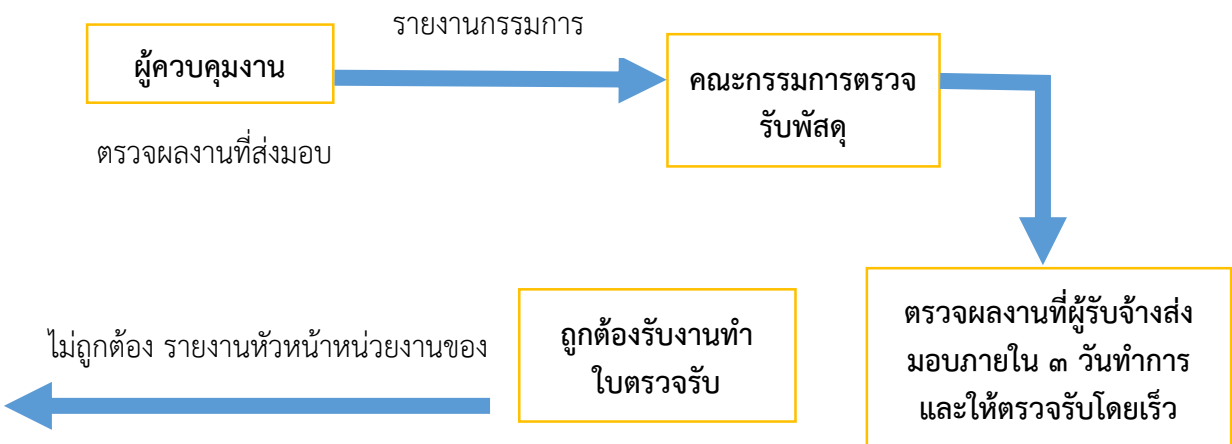 รายงานกรรมการ
ผู้ควบคุมงาน
คณะกรรมการตรวจ
รับพัสดุ
ตรวจผลงานที่ส่งมอบ
ตรวจผลงานที่ผู้รับจ้างส่ง
มอบภายใน ๓ วันทำการ
และให้ตรวจรับโดยเร็ว
ถูกต้องรับงานทำ
ใบตรวจรับ
ไม่ถูกต้อง รายงานหัวหน้าหน่วยงานของ